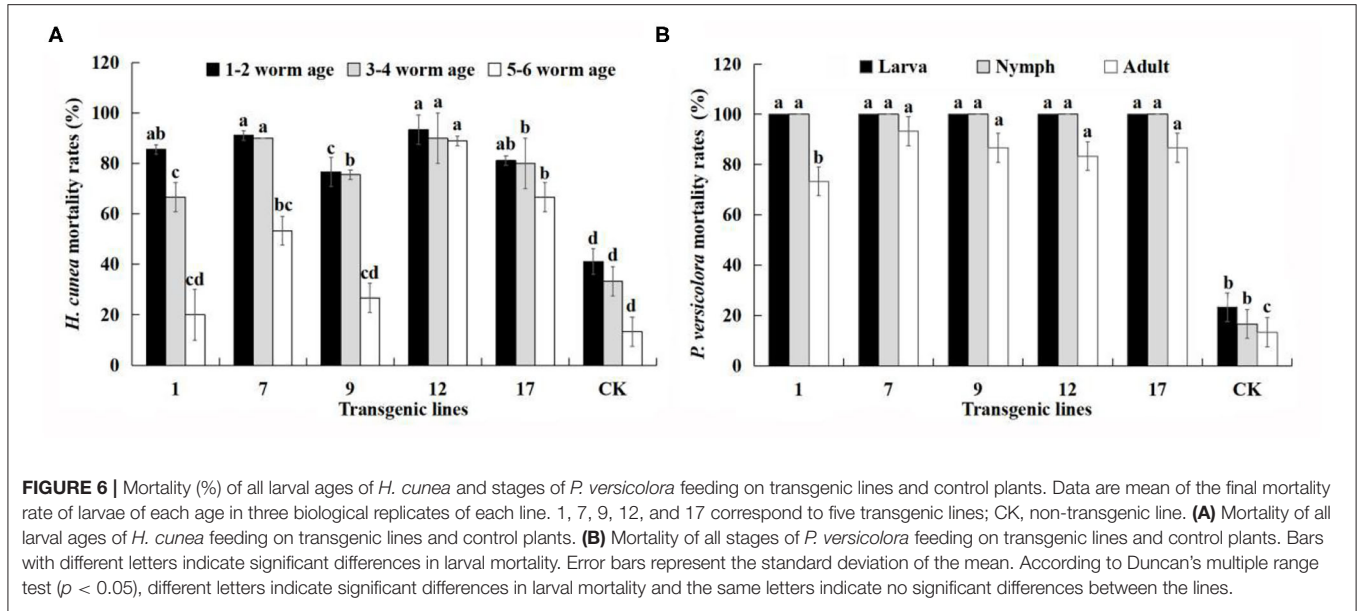 A
120
100
80
60
40
20
0
H. cunea mortality rates (%)
1-2 worm age 3-4 worm age 5-6 worm age
ab c cd
a a bc
c b cd
a a a
ab b b
d d d
1 7 9 12 17 CK
Transgenic lines
B
120
100
80
60
40
20
0
P. versicolora mortality rates (%)
Larva Nymph Adult
a a b
a a a
a a a
a a a
a a a
b b c
1 7 9 12 17 CK
Transgenic lines
FIGURE 6 | Mortality (%) of all larval ages of H. cunea and stages of P. versicolora feeding on transgenic lines and control plants. Data are mean of the final mortality
rate of larvae of each age in three biological replicates of each line. 1, 7, 9, 12, and 17 correspond to five transgenic lines; CK, non-transgenic line. (A) Mortality of all
larval ages of H. cunea feeding on transgenic lines and control plants. (B) Mortality of all stages of P. versicolora feeding on transgenic lines and control plants. Bars
with different letters indicate significant differences in larval mortality. Error bars represent the standard deviation of the mean. According to Duncan's multiple range
test (p < 0.05), different letters indicate significant differences in larval mortality and the same letters indicate no significant differences between the lines.